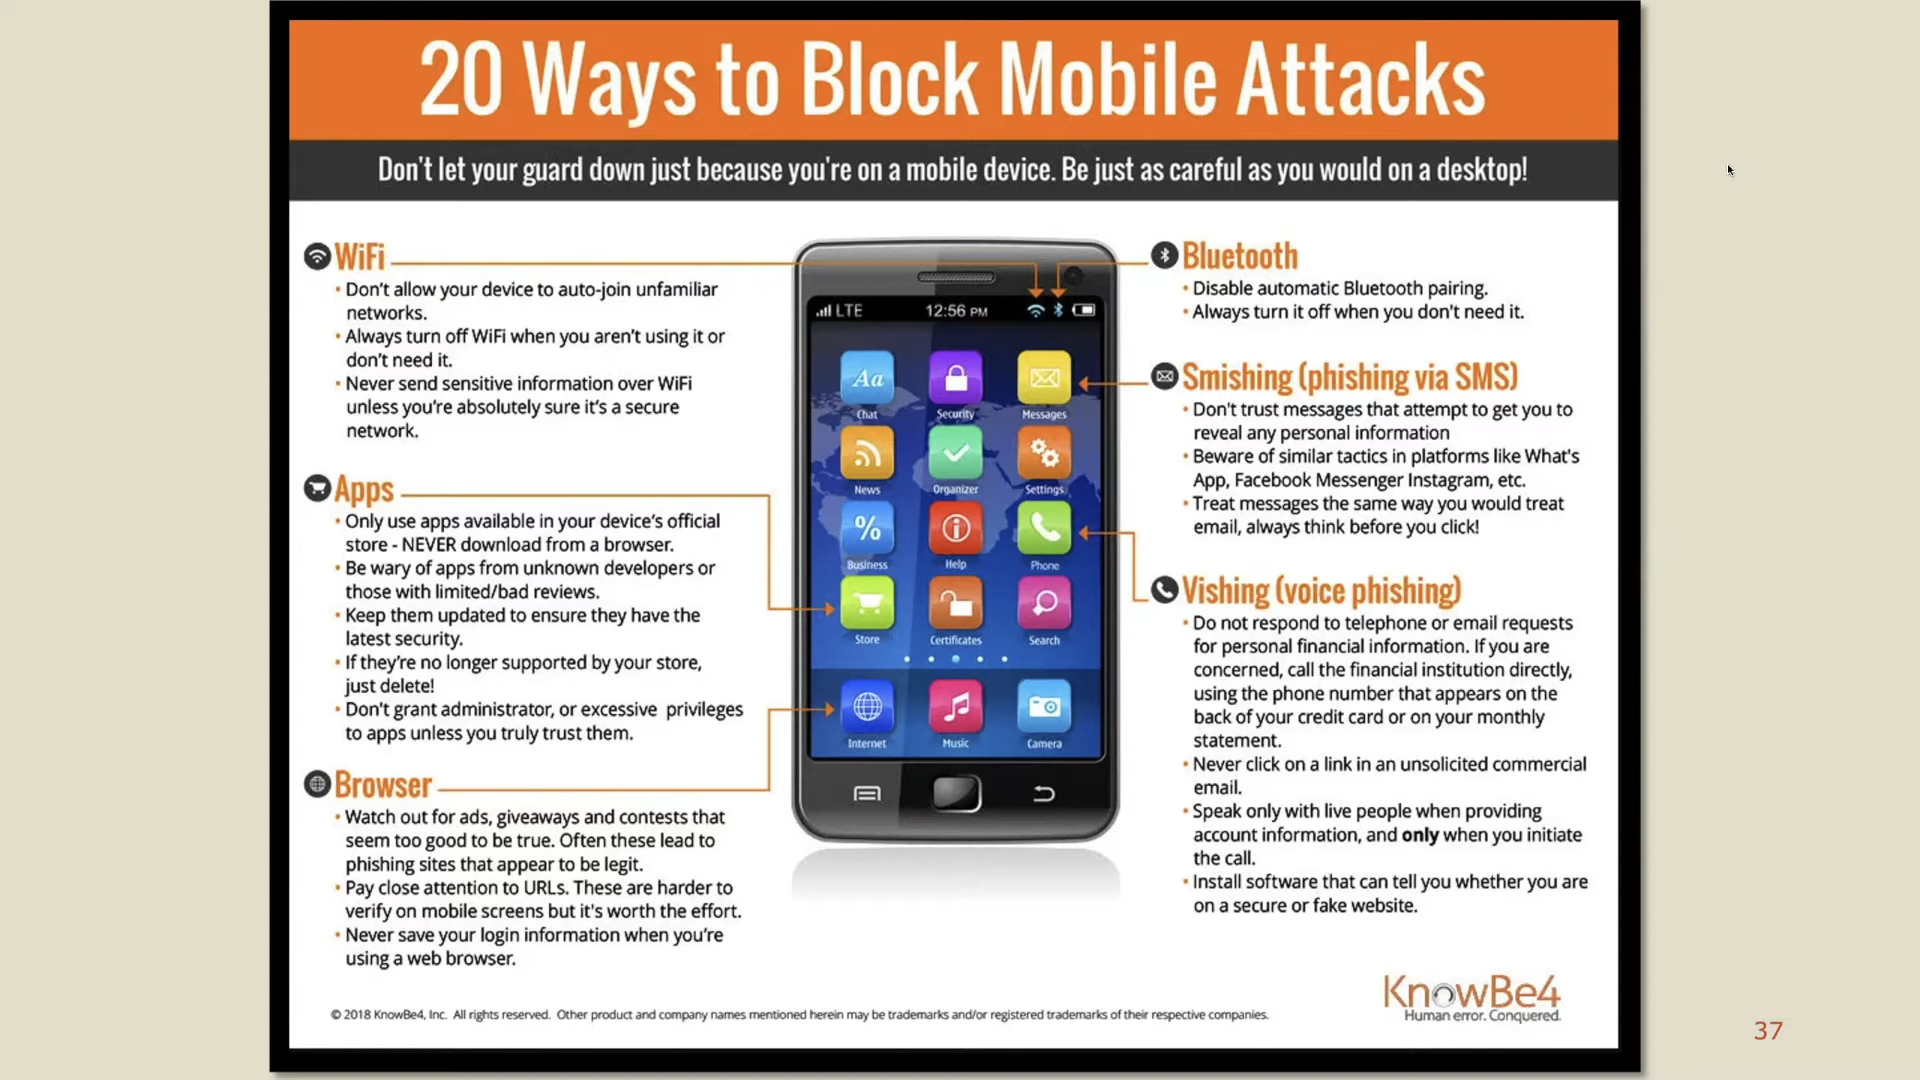 20 Ways to Block Mobile Attacks
Don't let your guard down just because you're on a mobile device. Be just as careful as you would on a desktop!
WiFi
• Don't allow your device to auto-join unfamiliar
networks.
• Always turn off WiFi when you aren't using it or
don't need it.
• Never send sensitive information over WiFi
unless you're absolutely sure it's a secure
network.
Apps
• Only use apps available in your device's official
store - NEVER download from a browser.
• Be wary of apps from unknown developers or
those with limited/bad reviews.
• Keep them updated to ensure they have the
latest security.
• If they're no longer supported by your store,
just delete!
• Don't grant administrator, or excessive privileges
to apps unless you truly trust them.
Browser
• Watch out for ads, giveaways and contests that
seem too good to be true. Often these lead to
phishing sites that appear to be legit.
• Pay close attention to URLs. These are harder to
verify on mobile screens but it's worth the effort.
• Never save your login information when you're
using a web browser.
LTE 12:56 PM
Aa
Chat Security Messages
News Organizer Settings
%
Business Help Phone
Store Certificates Search
Internet Music Camera
Bluetooth
• Disable automatic Bluetooth pairing.
• Always turn it off when you don't need it.
Smishing (phishing via SMS)
• Don't trust messages that attempt to get you to
reveal any personal information
• Beware of similar tactics in platforms like What's
App, Facebook Messenger Instagram, etc.
• Treat messages the same way you would treat
email, always think before you click!
Vishing (voice phishing)
• Do not respond to telephone or email requests
for personal financial information. If you are
concerned, call the financial institution directly,
using the phone number that appears on the
back of your credit card or on your monthly
statement.
• Never click on a link in an unsolicited commercial
email.
• Speak only with live people when providing
account information, and only when you initiate
the call.
• Install software that can tell you whether you are
on a secure or fake website.
KnowBe4
Human error. Conquered.
© 2018 KnowBe4, Inc. All rights reserved. Other product and company names mentioned herein may be trademarks and/or registered trademarks of their respective companies.
37